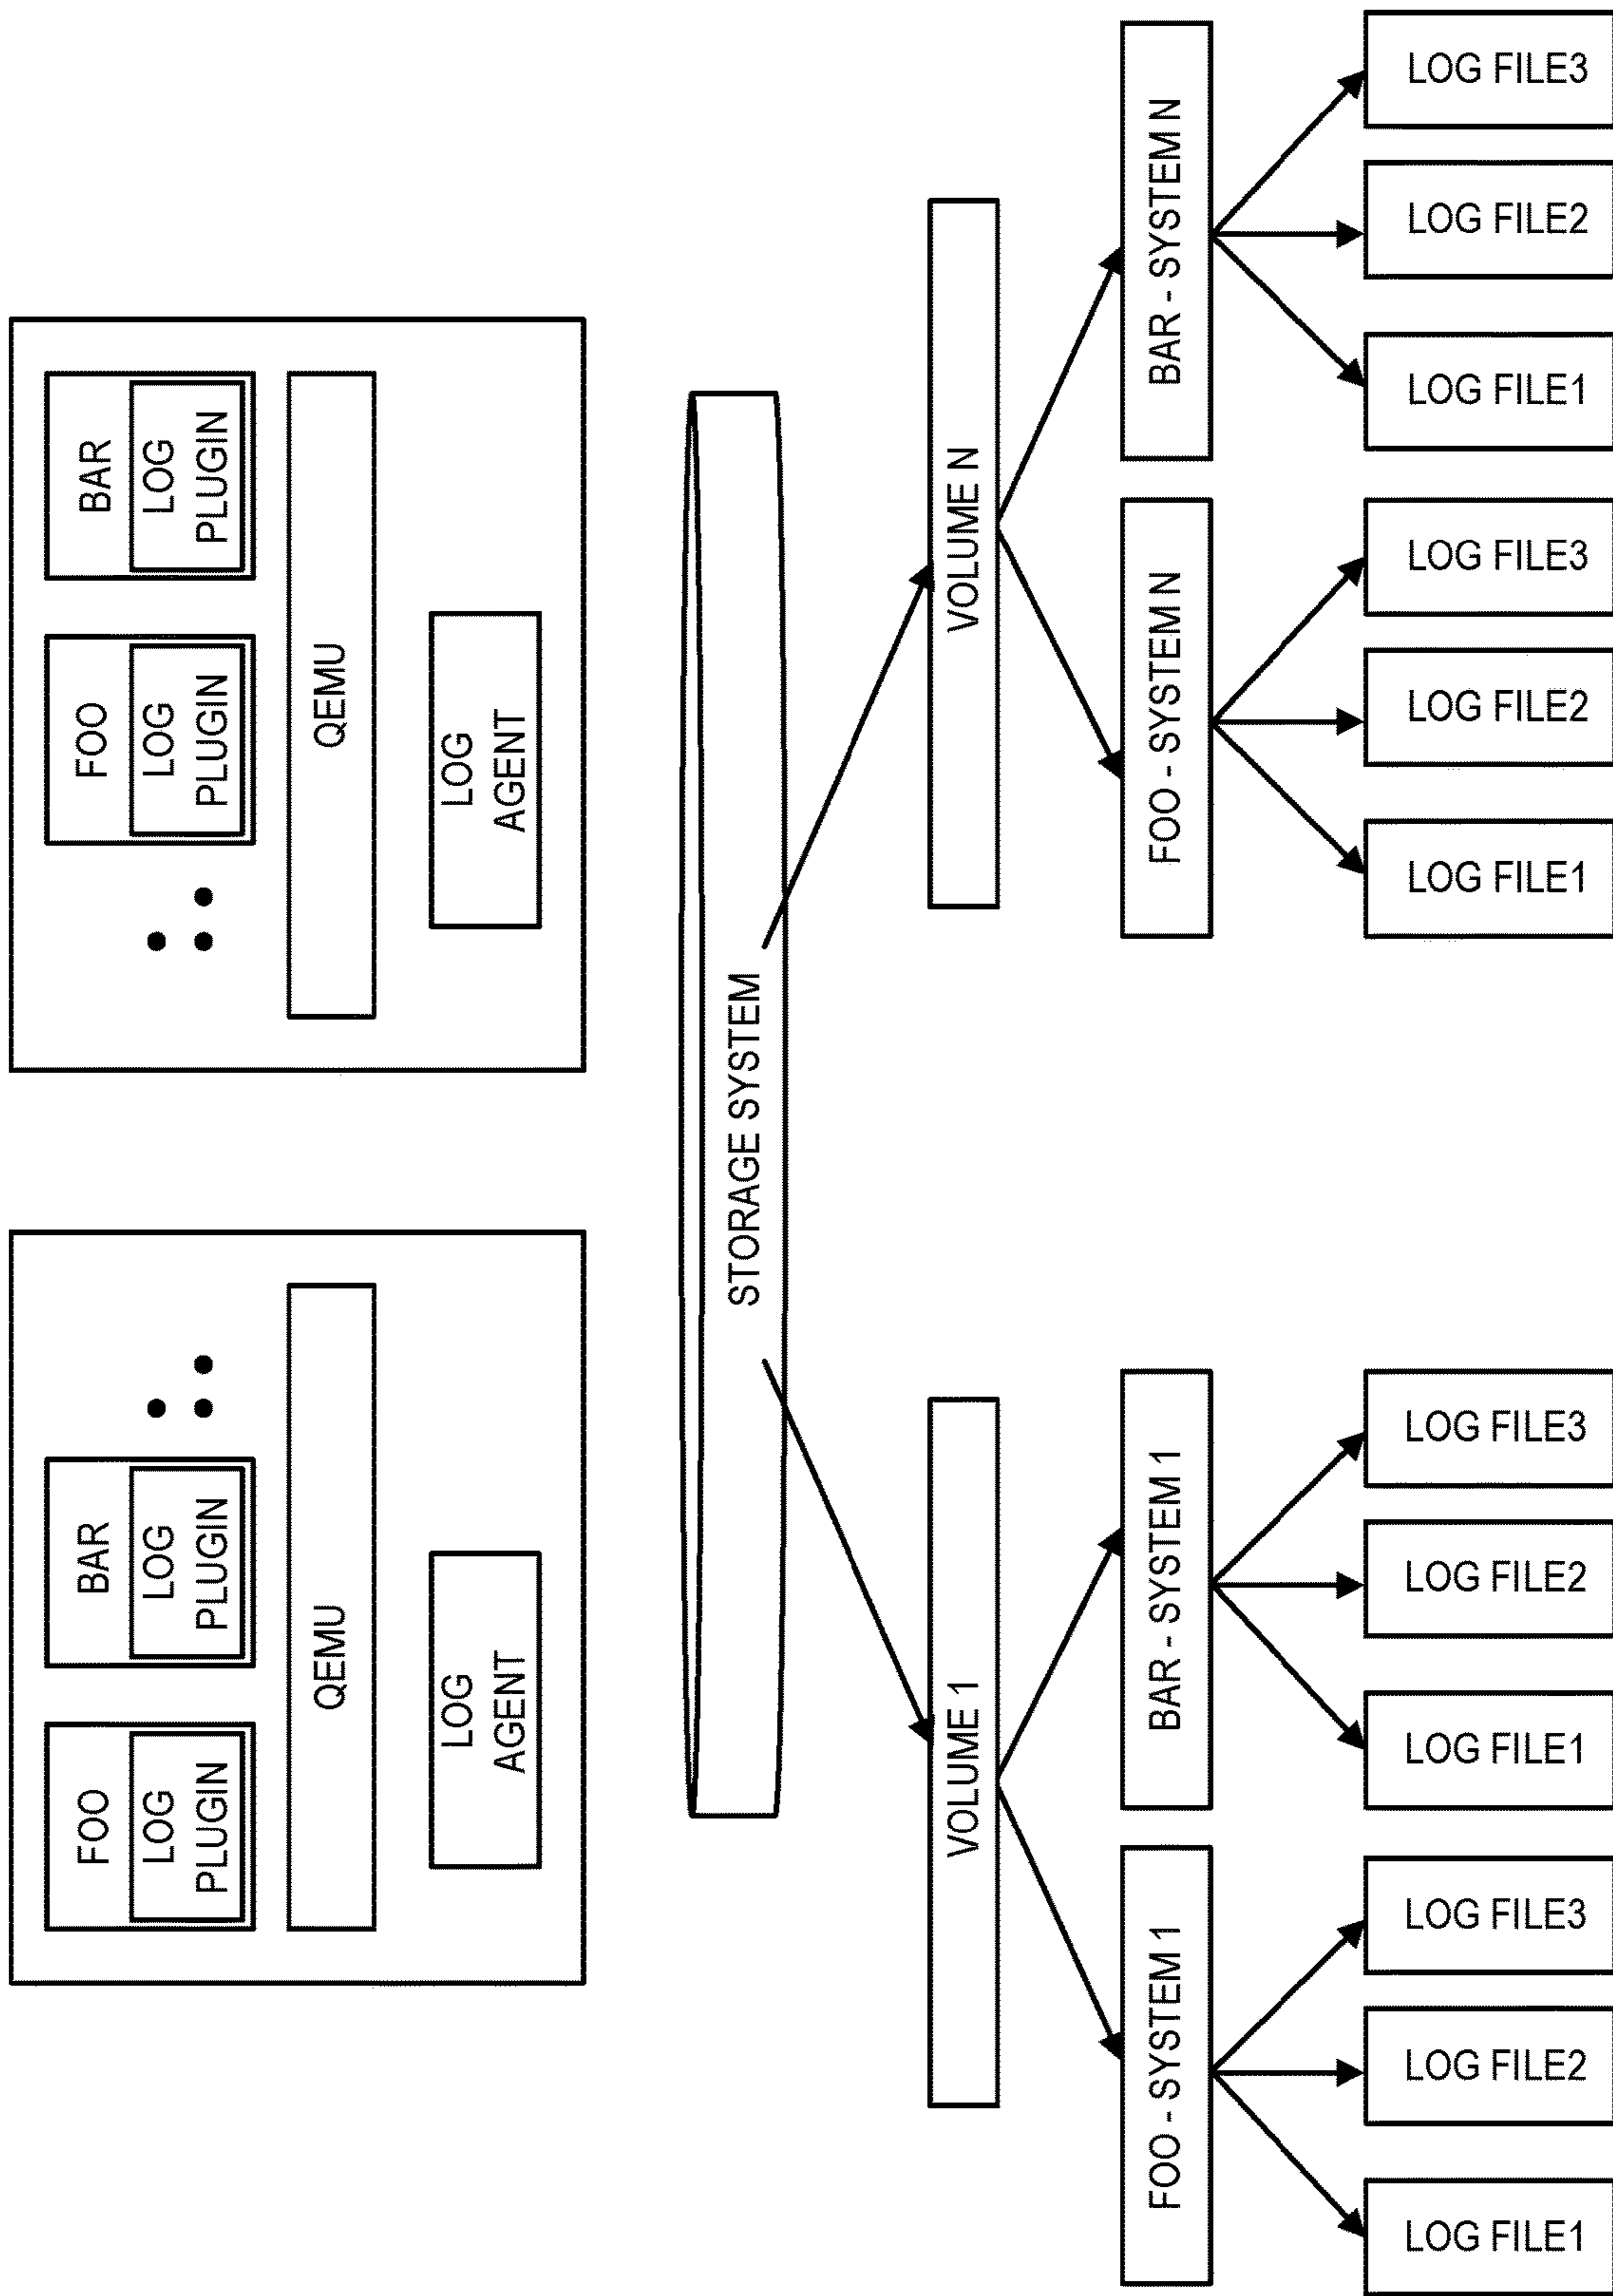 FOO
LOG
PLUGIN
BAR
LOG
PLUGIN
QEMU
LOG
AGENT
FOO
LOG
PLUGIN
BAR
LOG
PLUGIN
QEMU
LOG
AGENT
STORAGE SYSTEM
VOLUME 1
VOLUME N
FOO - SYSTEM 1
BAR - SYSTEM 1
FOO - SYSTEM N
BAR - SYSTEM N
LOG FILE1
LOG FILE2
LOG FILE3
LOG FILE1
LOG FILE2
LOG FILE3
LOG FILE1
LOG FILE2
LOG FILE3
LOG FILE1
LOG FILE2
LOG FILE3